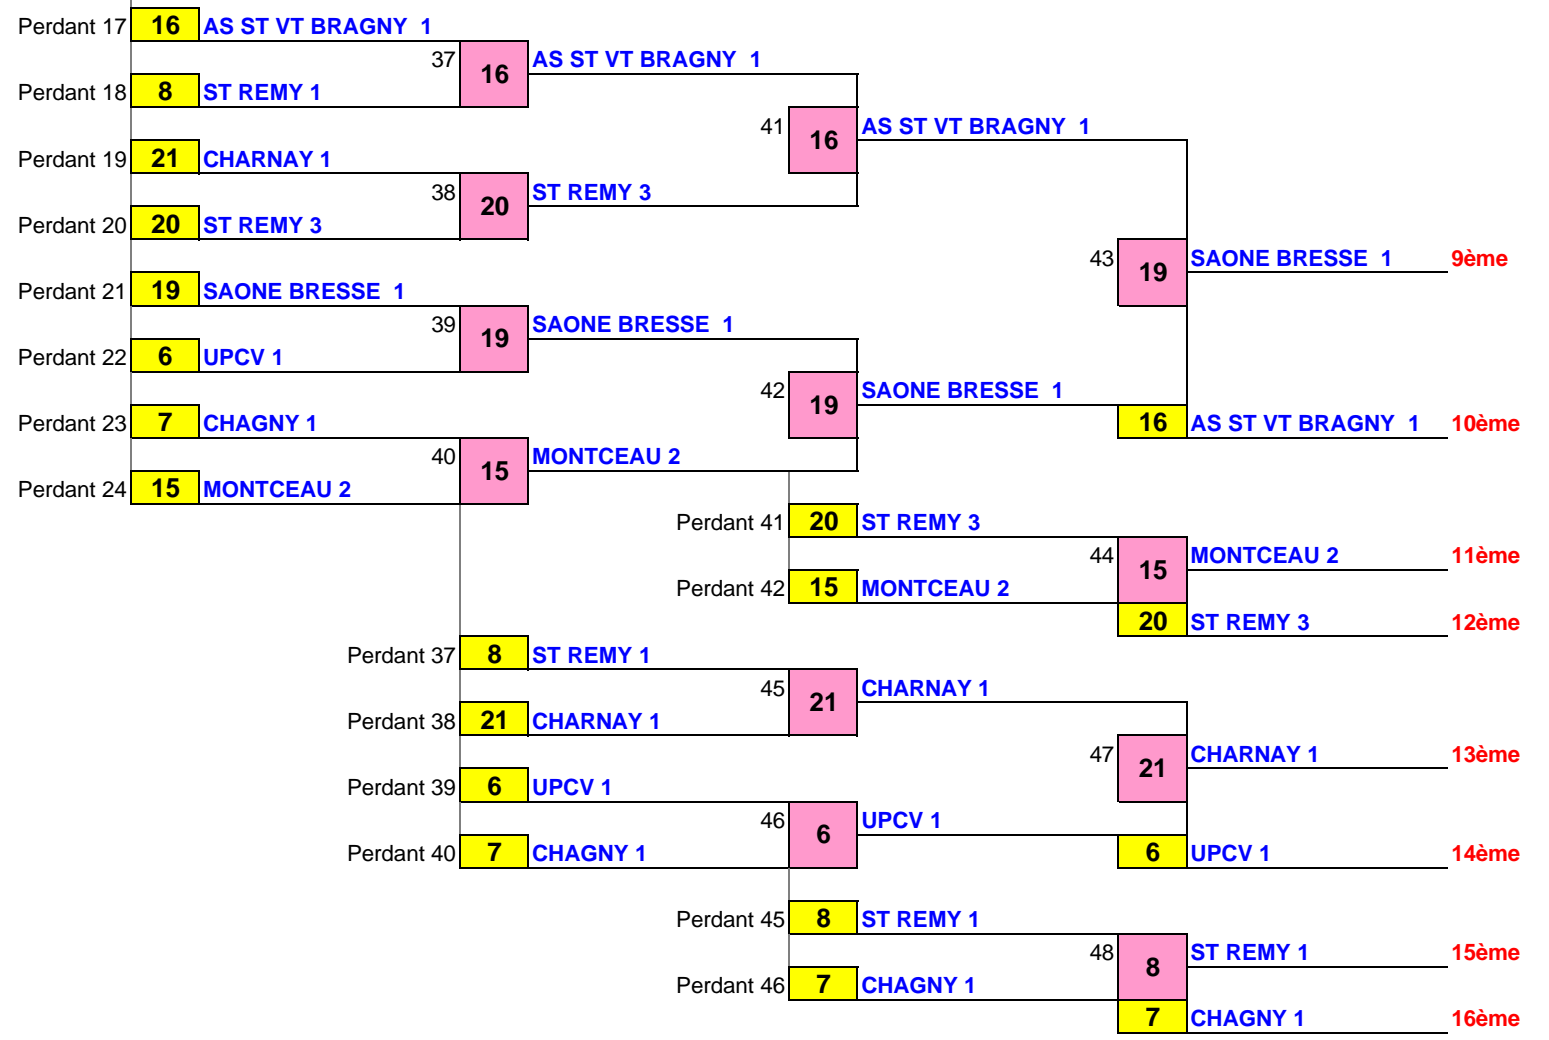 Perdant 17 16 AS ST VT BRAGNY 1
37 16 AS ST VT BRAGNY 1
Perdant 18 8 ST REMY 1
41 16 AS ST VT BRAGNY 1
Perdant 19 21 CHARNAY 1
38 20 ST REMY 3
Perdant 20 20 ST REMY 3
43 19 SAONE BRESSE 1 9ème
Perdant 21 19 SAONE BRESSE 1
39 19 SAONE BRESSE 1
Perdant 22 6 UPCV 1
42 19 SAONE BRESSE 1
Perdant 23 7 CHAGNY 1 16 AS ST VT BRAGNY 1 10ème
40 15 MONTCEAU 2
Perdant 24 15 MONTCEAU 2
Perdant 41 20 ST REMY 3
44 15 MONTCEAU 2 11ème
Perdant 42 15 MONTCEAU 2
20 ST REMY 3 12ème
Perdant 37 8 ST REMY 1
45 21 CHARNAY 1
Perdant 38 21 CHARNAY 1
47 21 CHARNAY 1 13ème
Perdant 39 6 UPCV 1
46 6 UPCV 1
Perdant 40 7 CHAGNY 1 6 UPCV 1 14ème
Perdant 45 8 ST REMY 1
48 8 ST REMY 1 15ème
Perdant 46 7 CHAGNY 1
7 CHAGNY 1 16ème